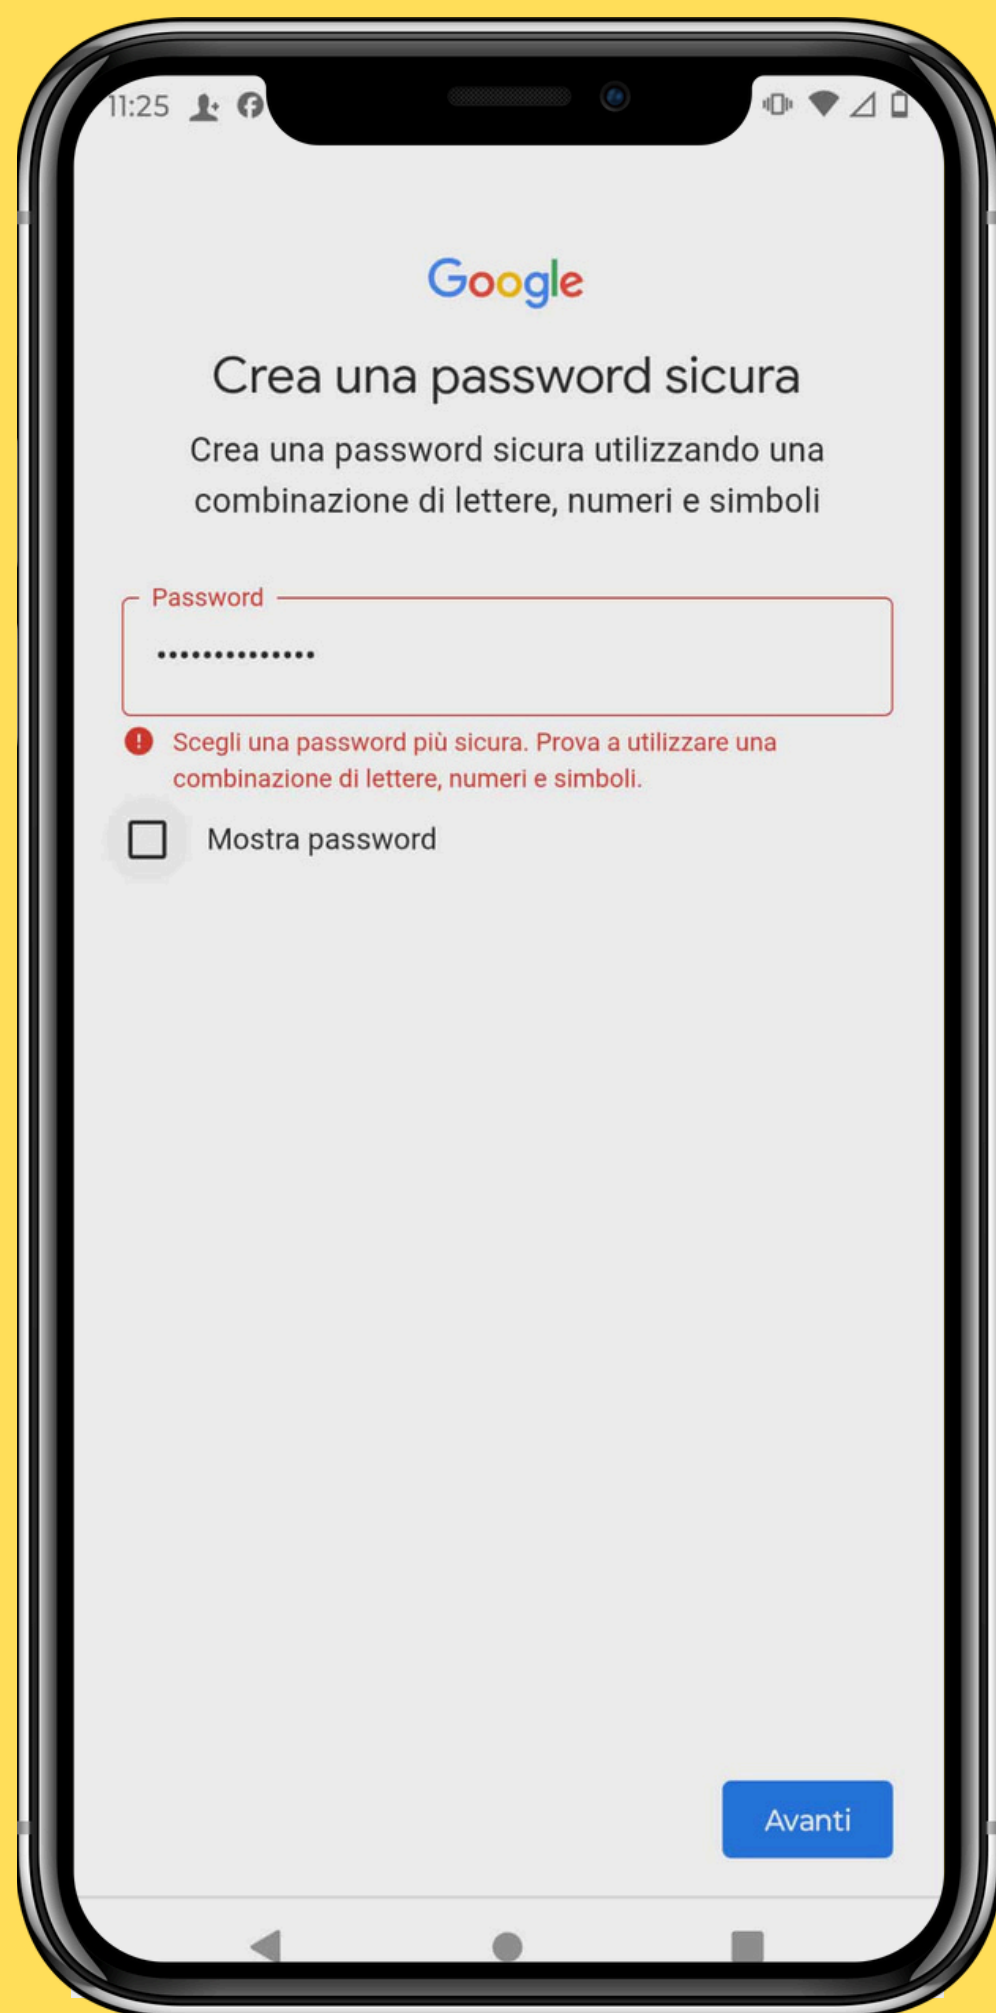 11:25
Google
Crea una password sicura
Crea una password sicura utilizzando una
combinazione di lettere, numeri e simboli
Password
••••••••••••••
Scegli una password più sicura. Prova a utilizzare una
combinazione di lettere, numeri e simboli.
Mostra password
Avanti